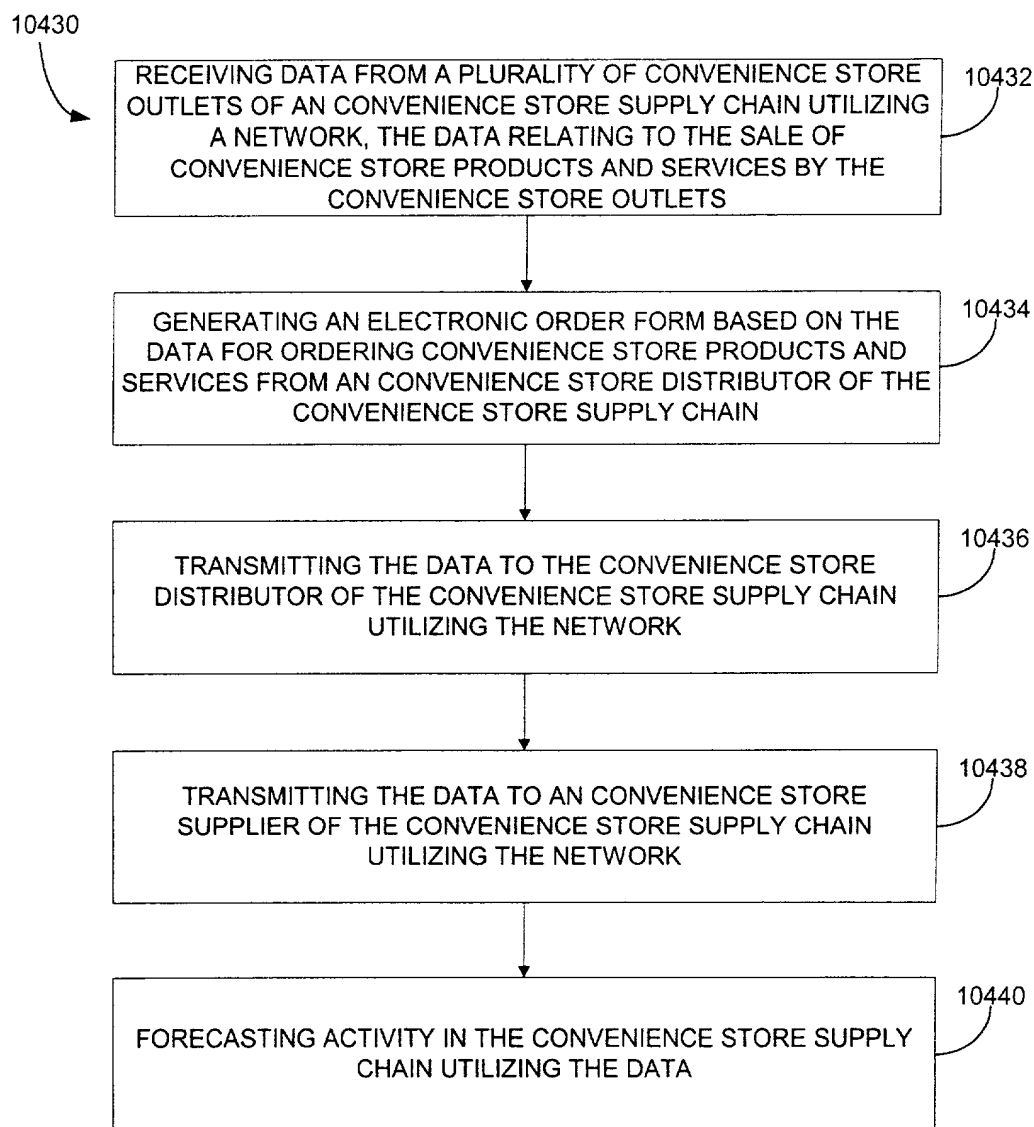 10430
RECEIVING DATA FROM A PLURALITY OF CONVENIENCE STORE
OUTLETS OF AN CONVENIENCE STORE SUPPLY CHAIN UTILIZING
A NETWORK, THE DATA RELATING TO THE SALE OF
CONVENIENCE STORE PRODUCTS AND SERVICES BY THE
CONVENIENCE STORE OUTLETS
10432
GENERATING AN ELECTRONIC ORDER FORM BASED ON THE
DATA FOR ORDERING CONVENIENCE STORE PRODUCTS AND
SERVICES FROM AN CONVENIENCE STORE DISTRIBUTOR OF THE
CONVENIENCE STORE SUPPLY CHAIN
10434
TRANSMITTING THE DATA TO THE CONVENIENCE STORE
DISTRIBUTOR OF THE CONVENIENCE STORE SUPPLY CHAIN
UTILIZING THE NETWORK
10436
TRANSMITTING THE DATA TO AN CONVENIENCE STORE
SUPPLIER OF THE CONVENIENCE STORE SUPPLY CHAIN
UTILIZING THE NETWORK
10438
FORECASTING ACTIVITY IN THE CONVENIENCE STORE SUPPLY
CHAIN UTILIZING THE DATA
10440